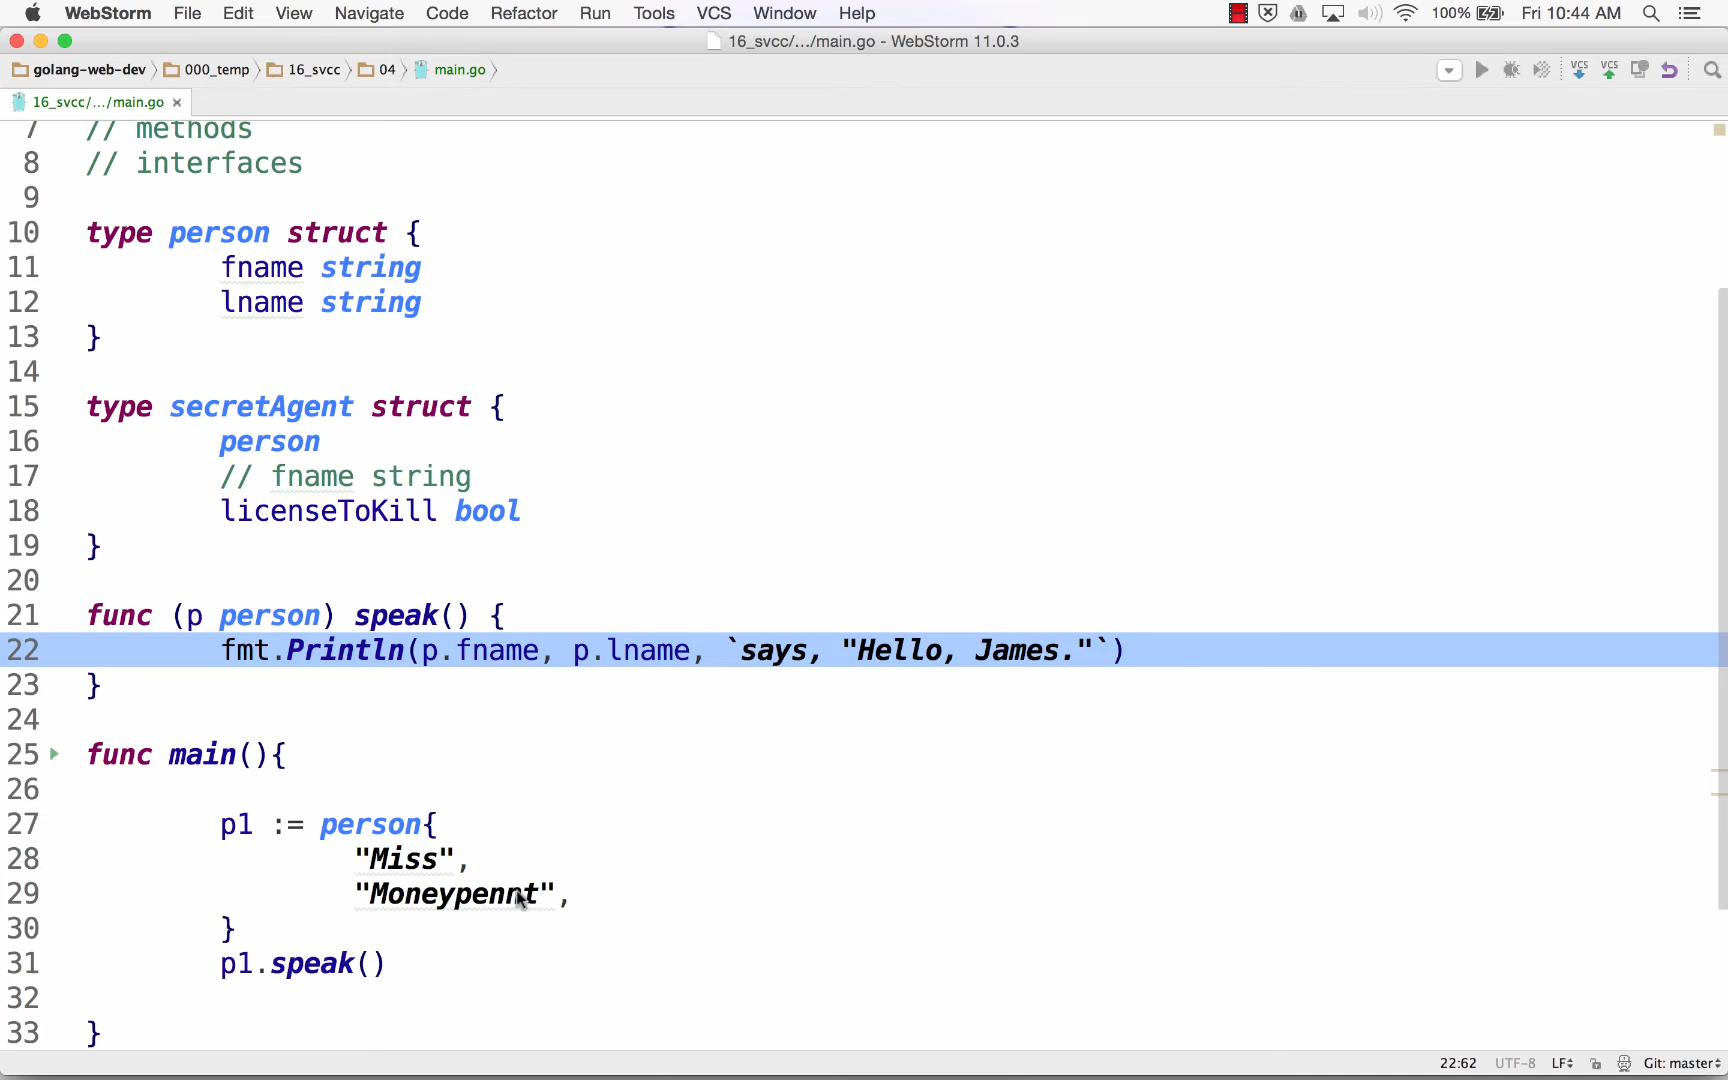 WebStorm File Edit View Navigate Code Refactor Run Tools VCS Window Help 100% Fri 10:44 AM
16_svcc/.../main.go - WebStorm 11.0.3
golang-web-dev 000_temp 16_svcc 04 main.go VCS VCS
16_svcc/.../main.go ×
7 // methods
8 // interfaces
9
10 type person struct {
11 fname string
12 lname string
13 }
14
15 type secretAgent struct {
16 person
17 // fname string
18 licenseToKill bool
19 }
20
21 func (p person) speak() {
22 fmt.Println(p.fname, p.lname, `says, "Hello, James."`)
23 }
24
25 func main(){
26
27 p1 := person{
28 "Miss",
29 "Moneypennt",
30 }
31 p1.speak()
32
33 }
22:62 UTF-8 LF Git: master